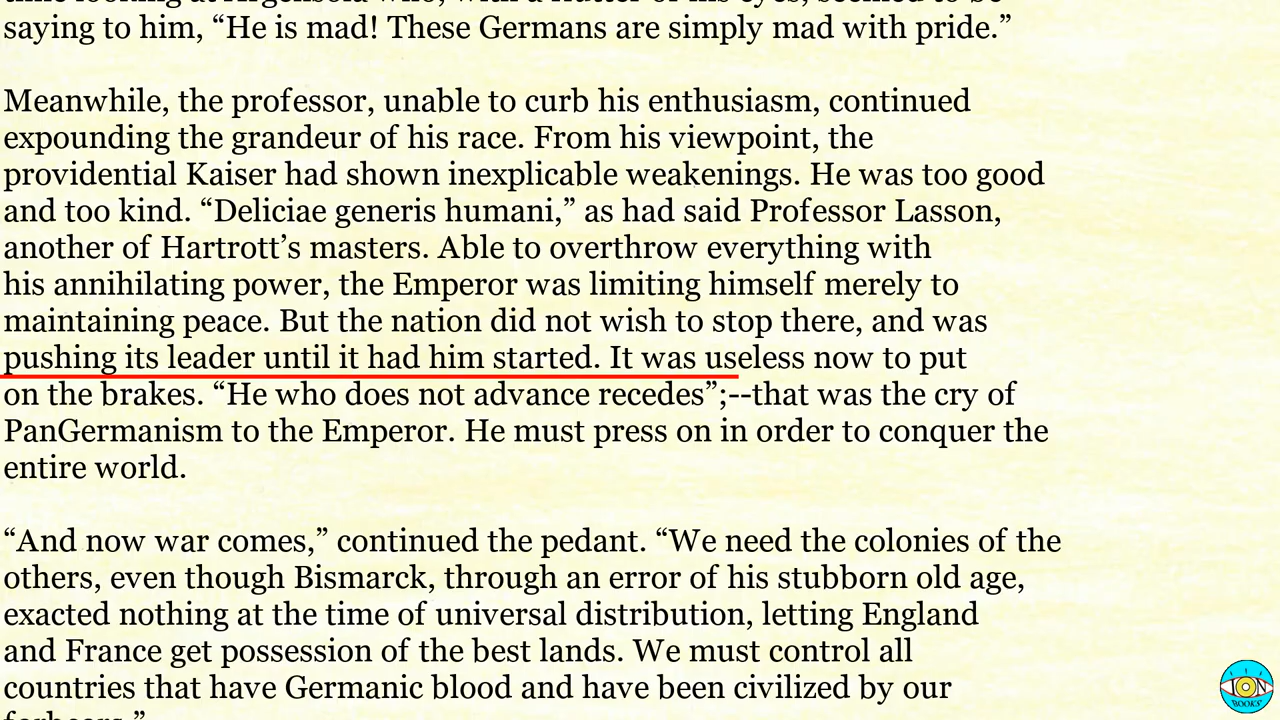 saying to him, “He is mad! These Germans are simply mad with pride.”
Meanwhile, the professor, unable to curb his enthusiasm, continued
expounding the grandeur of his race. From his viewpoint, the
providential Kaiser had shown inexplicable weakenings. He was too good
and too kind. “Deliciae generis humani,” as had said Professor Lasson,
another of Hartrott’s masters. Able to overthrow everything with
his annihilating power, the Emperor was limiting himself merely to
maintaining peace. But the nation did not wish to stop there, and was
pushing its leader until it had him started. It was useless now to put
on the brakes. “He who does not advance recedes”;--that was the cry of
PanGermanism to the Emperor. He must press on in order to conquer the
entire world.
“And now war comes,” continued the pedant. “We need the colonies of the
others, even though Bismarck, through an error of his stubborn old age,
exacted nothing at the time of universal distribution, letting England
and France get possession of the best lands. We must control all
countries that have Germanic blood and have been civilized by our
ION
BOOKS